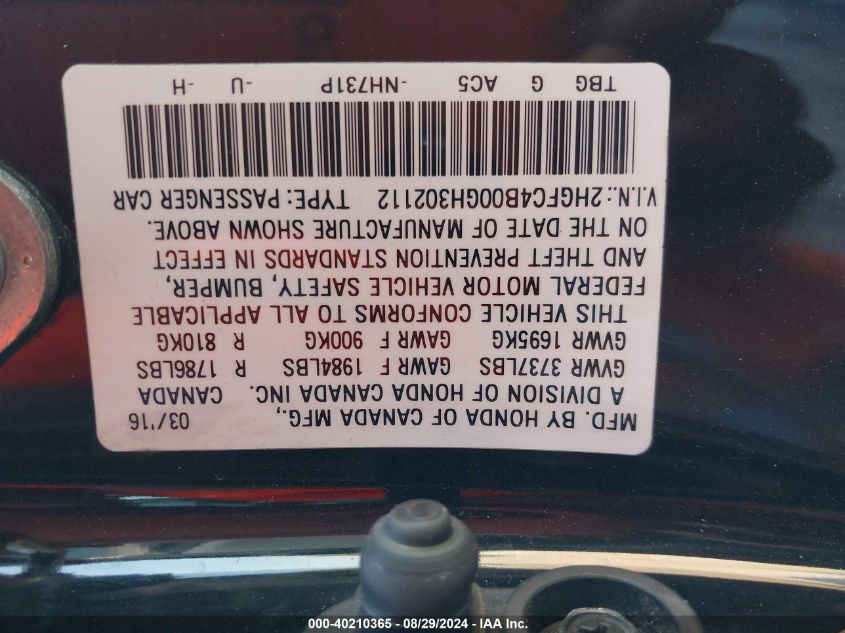 MFD. BY HONDA OF CANADA MFG., 03/'16
A DIVISION OF HONDA CANADA INC. CANADA
GVWR 3737LBS GAWR F 1984LBS R 1786LBS
GVWR 1695KG GAWR F 900KG R 810KG
THIS VEHICLE CONFORMS TO ALL APPLICABLE
FEDERAL MOTOR VEHICLE SAFETY, BUMPER,
AND THEFT PREVENTION STANDARDS IN EFFECT
ON THE DATE OF MANUFACTURE SHOWN ABOVE.
V.I.N.: 2HGFC4B00GH302112 TYPE: PASSENGER CAR
TBG G AC5 -NH731P -U -H
000-40210365 - 08/29/2024 - IAA Inc.